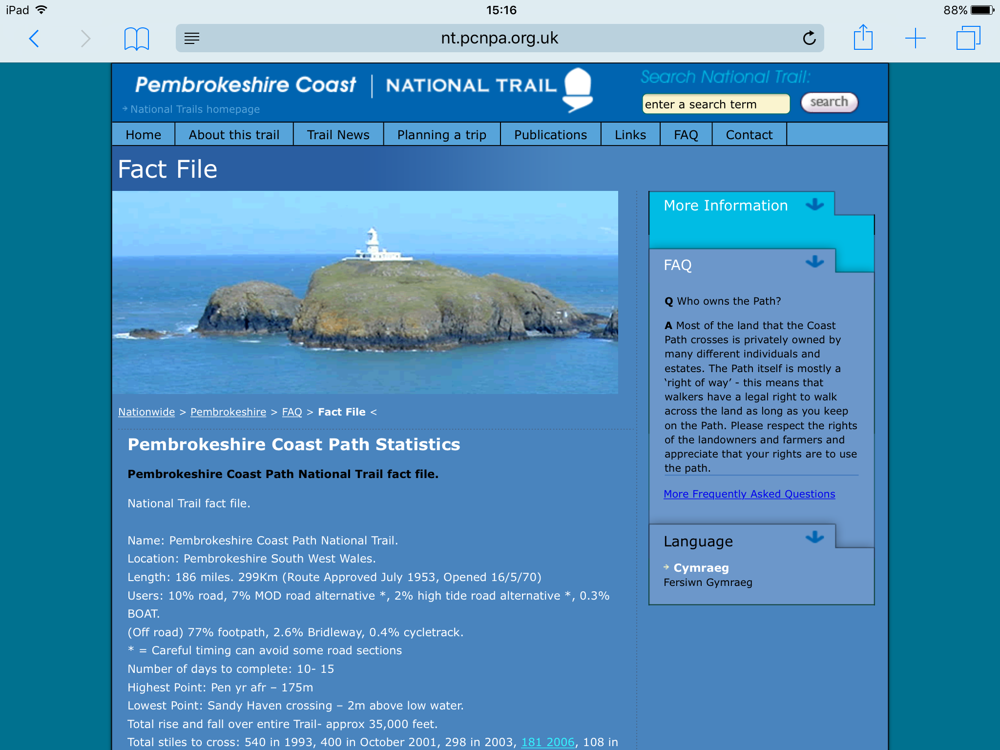 iPad 15:16 88%
nt.pcnpa.org.uk
Pembrokeshire Coast | NATIONAL TRAIL
National Trails homepage
Search National Trail:
enter a search term search
Home About this trail Trail News Planning a trip Publications Links FAQ Contact
Fact File
Nationwide > Pembrokeshire > FAQ > Fact File <
Pembrokeshire Coast Path Statistics
Pembrokeshire Coast Path National Trail fact file.
National Trail fact file.
Name: Pembrokeshire Coast Path National Trail.
Location: Pembrokeshire South West Wales.
Length: 186 miles. 299Km (Route Approved July 1953, Opened 16/5/70)
Users: 10% road, 7% MOD road alternative *, 2% high tide road alternative *, 0.3%
BOAT.
(Off road) 77% footpath, 2.6% Bridleway, 0.4% cycletrack.
* = Careful timing can avoid some road sections
Number of days to complete: 10- 15
Highest Point: Pen yr afr – 175m
Lowest Point: Sandy Haven crossing – 2m above low water.
Total rise and fall over entire Trail- approx 35,000 feet.
Total stiles to cross: 540 in 1993, 400 in October 2001, 298 in 2003, 181 2006, 108 in
More Information
FAQ
Q Who owns the Path?
A Most of the land that the Coast
Path crosses is privately owned by
many different individuals and
estates. The Path itself is mostly a
‘right of way’ - this means that
walkers have a legal right to walk
across the land as long as you keep
on the Path. Please respect the rights
of the landowners and farmers and
appreciate that your rights are to use
the path.
More Frequently Asked Questions
Language
Cymraeg
Fersiwn Gymraeg